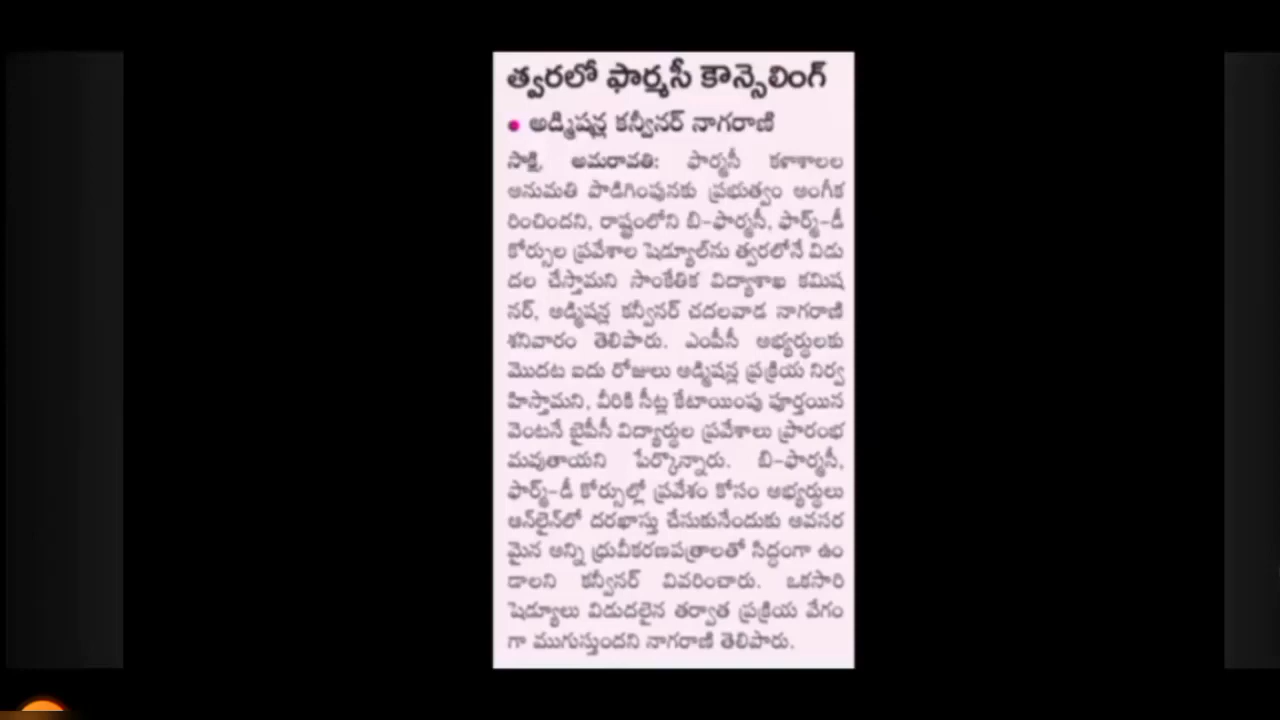 త్వరలో ఫార్మసీ కౌన్సెలింగ్
• అడ్మిషన్ల కన్వీనర్ నాగరాణి
సాక్షి, అమరావతి: ఫార్మసీ కళాశాలల
అనుమతి పొడిగింపునకు ప్రభుత్వం అంగీక
రించిందని, రాష్ట్రంలోని బి–ఫార్మసీ, ఫార్మ్–డీ
కోర్సుల ప్రవేశాల షెడ్యూల్‌ను త్వరలోనే విడు
దల చేస్తామని సాంకేతిక విద్యాశాఖ కమిష
నర్, అడ్మిషన్ల కన్వీనర్ చదలవాడ నాగరాణి
శనివారం తెలిపారు. ఎంపీసీ అభ్యర్థులకు
మొదట ఐదు రోజులు అడ్మిషన్ల ప్రక్రియ నిర్వ
హిస్తామని, వీరికి సీట్ల కేటాయింపు పూర్తయిన
వెంటనే బైపీసీ విద్యార్థుల ప్రవేశాలు ప్రారంభ
మవుతాయని పేర్కొన్నారు. బి–ఫార్మసీ,
ఫార్మ్–డీ కోర్సుల్లో ప్రవేశం కోసం అభ్యర్థులు
ఆన్‌లైన్‌లో దరఖాస్తు చేసుకునేందుకు అవసర
మైన అన్ని ధ్రువీకరణపత్రాలతో సిద్ధంగా ఉం
డాలని కన్వీనర్ వివరించారు. ఒకసారి
షెడ్యూలు విడుదలైన తర్వాత ప్రక్రియ వేగం
గా ముగుస్తుందని నాగరాణి తెలిపారు.